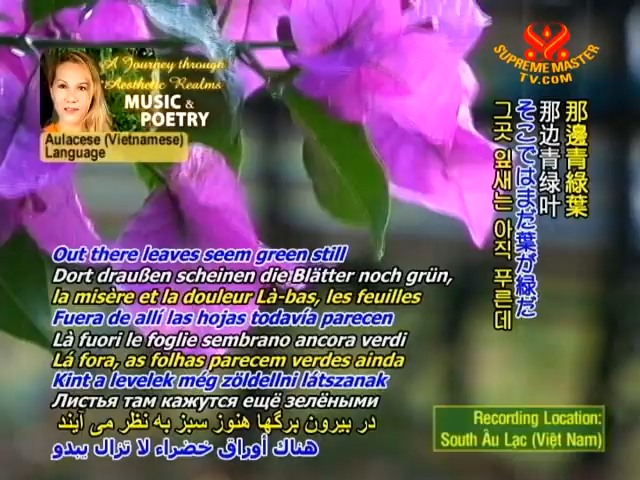 A Journey through
Aesthetic Realms
MUSIC &
POETRY
Aulacese (Vietnamese)
Language
SUPREME MASTER
TV.COM
那邊青綠葉
那边青绿叶
そこではまだ葉が緑だ
그곳 잎새는 아직 푸른데
Out there leaves seem green still
Dort draußen scheinen die Blätter noch grün,
la misère et la douleur Là-bas, les feuilles
Fuera de allí las hojas todavía parecen
Là fuori le foglie sembrano ancora verdi
Lá fora, as folhas parecem verdes ainda
Kint a levelek még zöldellni látszanak
Листья там кажутся ещё зелёными
در بیرون برگها هنوز سبز به نظر می آیند
هناك أوراق خضراء لا تزال يبدو
Recording Location:
South Âu Lạc (Việt Nam)